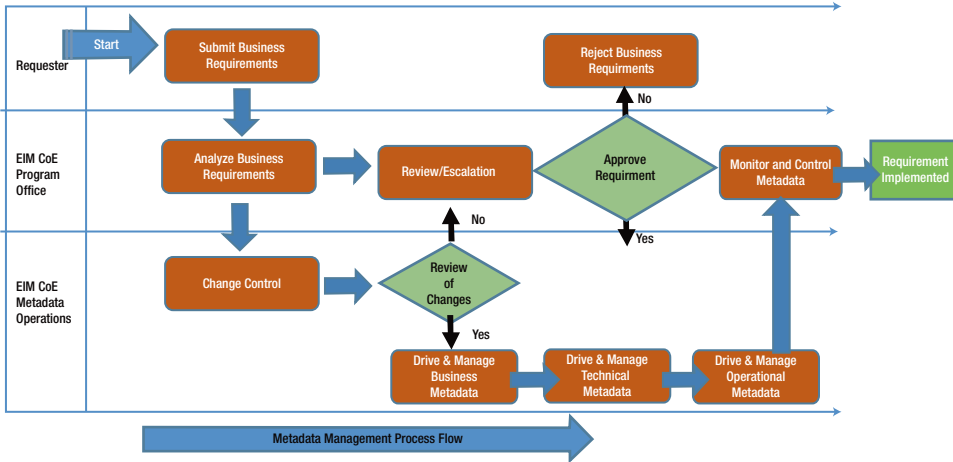 Requester
Start
Submit Business
Requirements
Reject Business
Requirments
No
EIM CoE
Program
Office
Analyze Business
Requirements
Review/Escalation
Approve
Requirment
Monitor and Control
Metadata
Requirement
Implemented
No
Yes
EIM CoE
Metadata
Operations
Change Control
Review
of
Changes
Yes
Drive & Manage
Business
Metadata
Drive & Manage
Technical
Metadata
Drive & Manage
Operational
Metadata
Metadata Management Process Flow